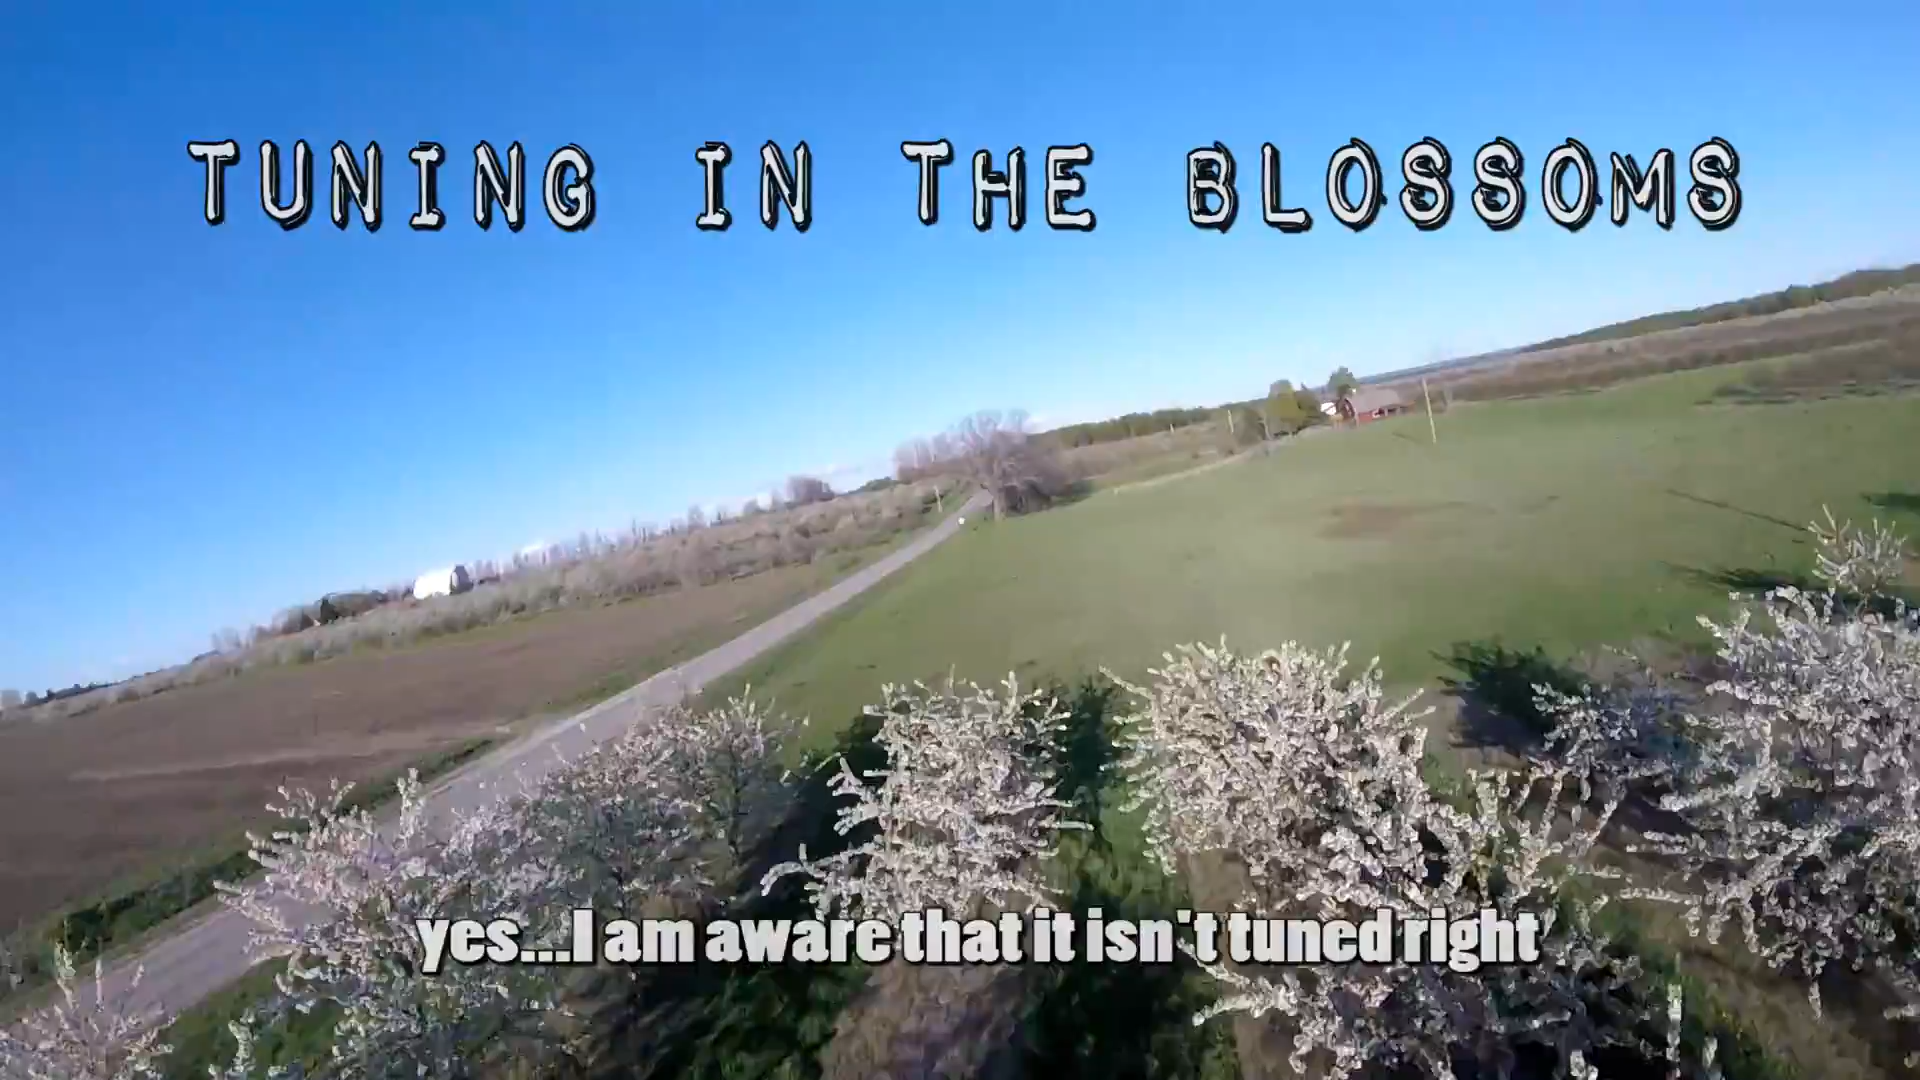 TUNING IN THE BLOSSOMS
yes...I am aware that it isn't tuned right